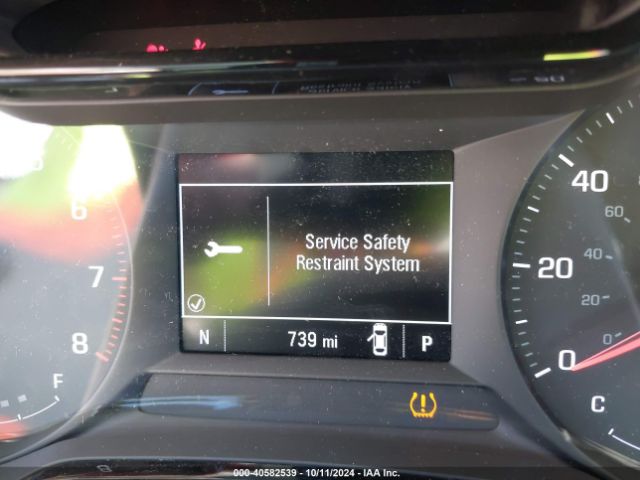 Service Safety
Restraint System
N 739 mi P
6
7
8
F
40
20
0
60
40
20
0
C
000-40582539 - 10/11/2024 - IAA Inc.